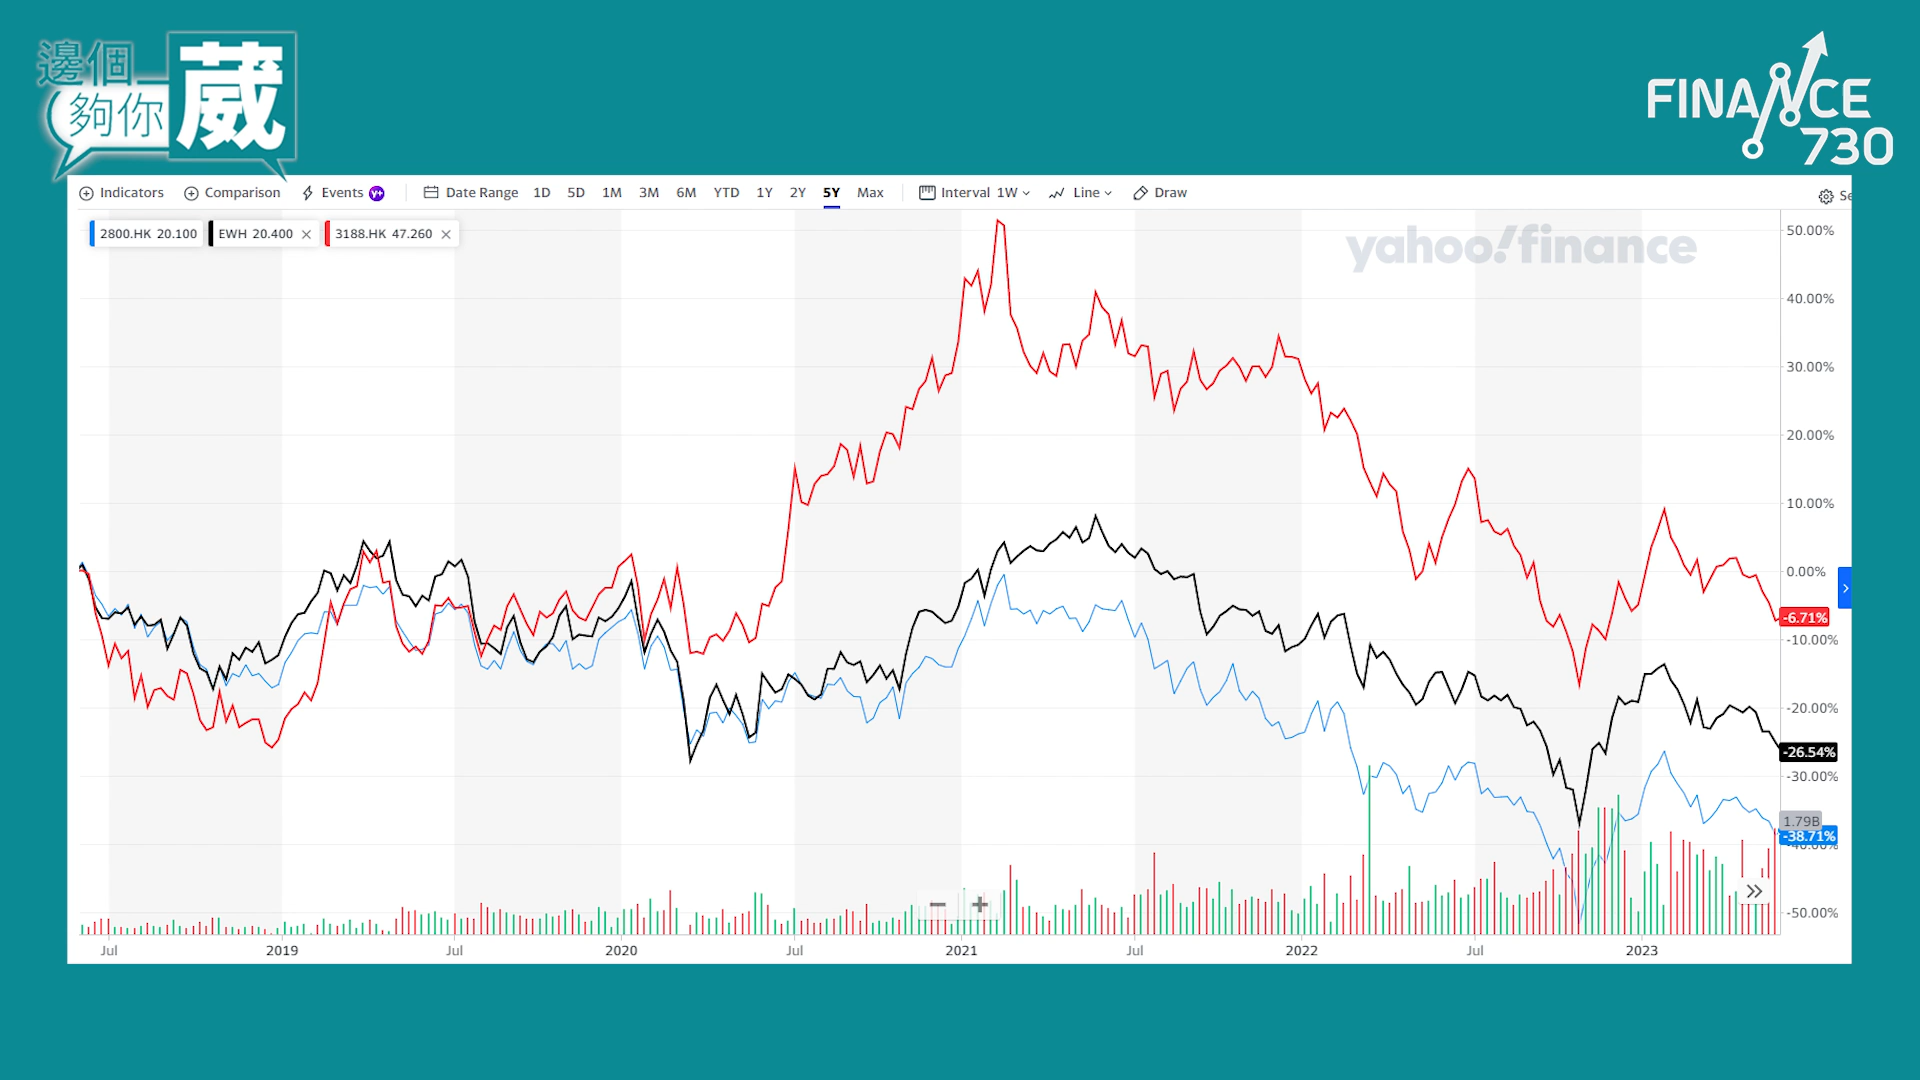 邊個
夠你
葳
FINANCE
730
Indicators Comparison Events Y+ Date Range 1D 5D 1M 3M 6M YTD 1Y 2Y 5Y Max Interval 1W Line Draw Se
2800.HK 20.100 EWH 20.400 3188.HK 47.260
yahoo!finance
50.00%
40.00%
30.00%
20.00%
10.00%
0.00%
-6.71%
-10.00%
-20.00%
-26.54%
-30.00%
1.79B
-38.71%
-40.00%
-50.00%
Jul 2019 Jul 2020 Jul 2021 Jul 2022 Jul 2023